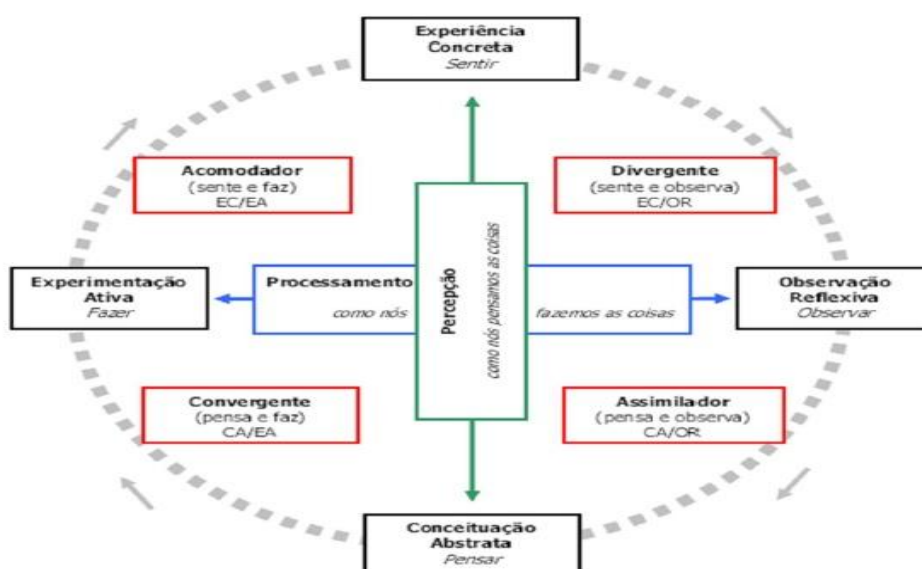 Experiência
Concreta
Sentir
Acomodador
(sente e faz)
EC/EA
Divergente
(sente e observa)
EC/OR
Experimentação
Ativa
Fazer
Processamento
como nós
Percepção
como nós pensamos as coisas
fazemos as coisas
Observação
Reflexiva
Observar
Convergente
(pensa e faz)
CA/EA
Assimilador
(pensa e observa)
CA/OR
Conceituação
Abstrata
Pensar